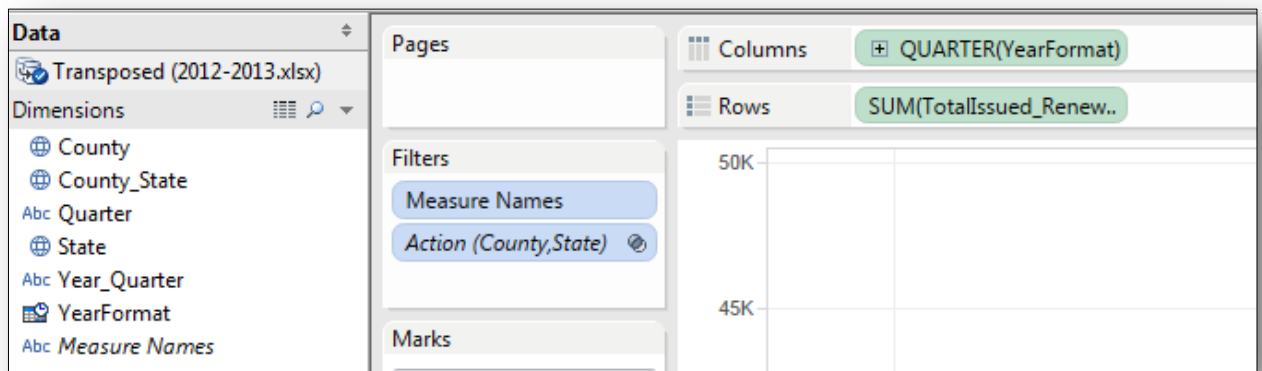 Data
Transposed (2012-2013.xlsx)
Dimensions
County
County_State
Abc Quarter
State
Abc Year_Quarter
YearFormat
Abc Measure Names
Pages
Filters
Measure Names
Action (County,State)
Marks
Columns
QUARTER(YearFormat)
Rows
SUM(TotalIssued_Renew..
50K
45K